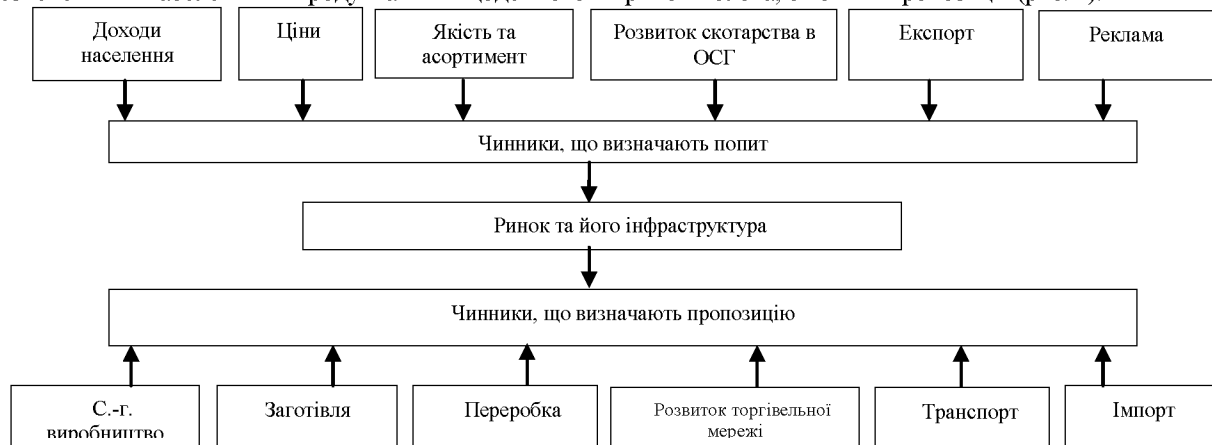 Доходи
населення
Ціни
Якість та
асортимент
Розвиток скотарства в
ОСГ
Експорт
Реклама
Чинники, що визначають попит
Ринок та його інфраструктура
Чинники, що визначають пропозицію
С.-г.
виробництво
Заготівля
Переробка
Розвиток торгівельної
мережі
Транспорт
Імпорт